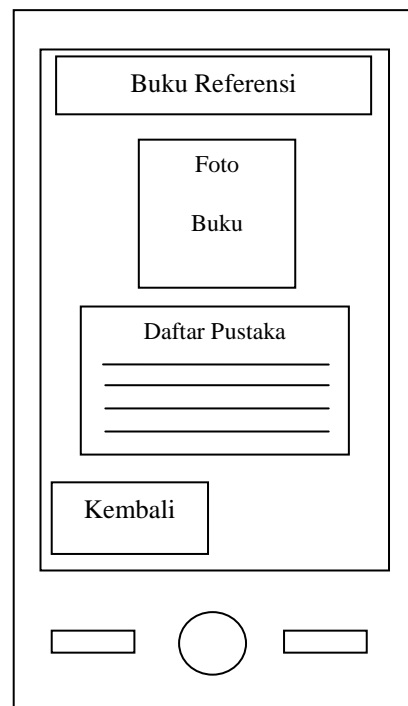 Buku Referensi
Foto
Buku
Daftar Pustaka
Kembali